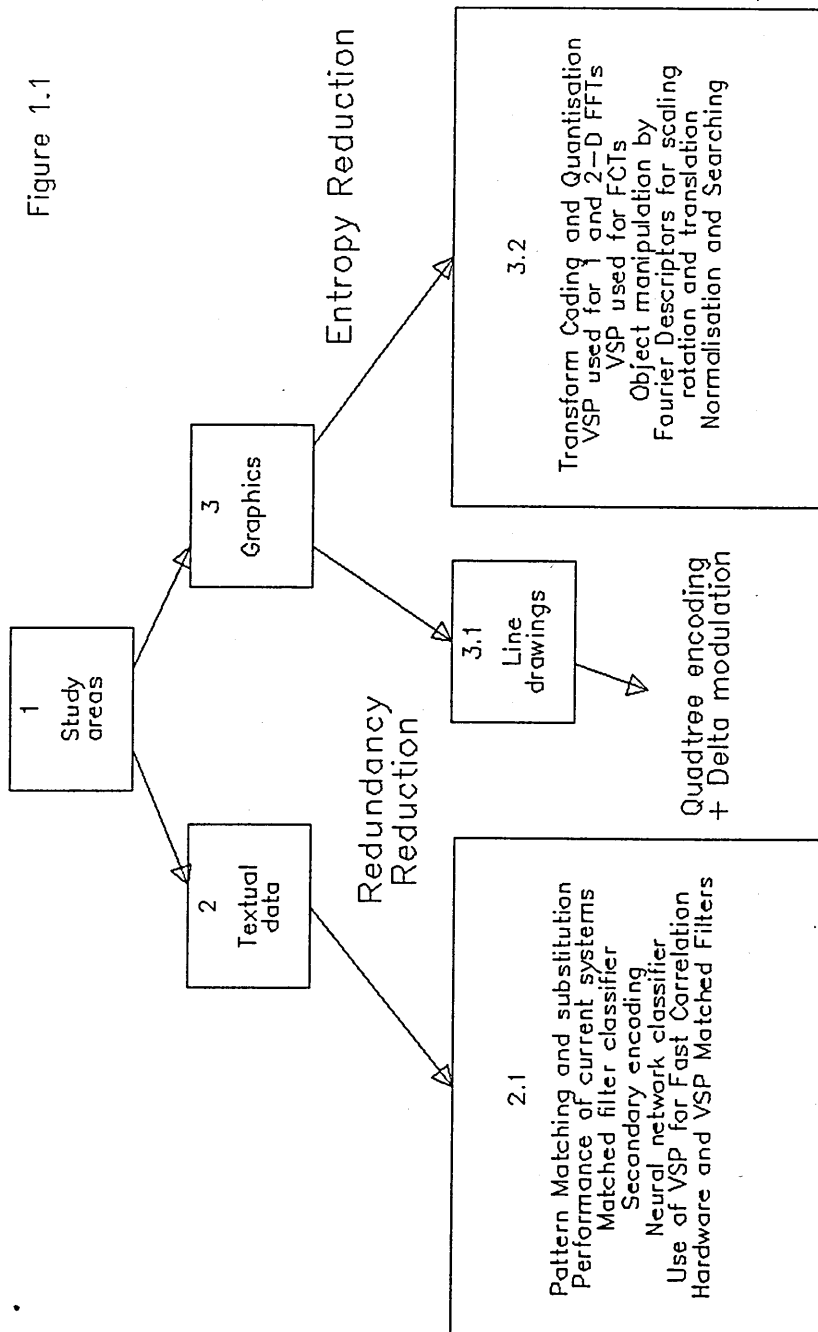 Figure 1.1
1
Study
areas
2
Textual
data
3
Graphics
Redundancy
Reduction
Entropy Reduction
3.1
Line
drawings
2.1
Pattern Matching and substitution
Performance of current systems
Matched filter classifier
Secondary encoding
Neural network classifier
Use of VSP for Fast Correlation
Hardware and VSP Matched Filters
Quadtree encoding
+ Delta modulation
3.2
Transform Coding and Quantisation
VSP used for 1 and 2-D FFTs
VSP used for FCTs
Object manipulation by
Fourier Descriptors for scaling
rotation and translation
Normalisation and Searching